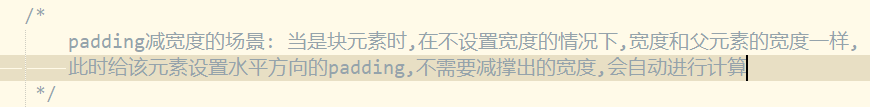 /*
padding减宽度的场景: 当是块元素时,在不设置宽度的情况下,宽度和父元素的宽度一样,
此时给该元素设置水平方向的padding,不需要减撑出的宽度,会自动进行计算
*/